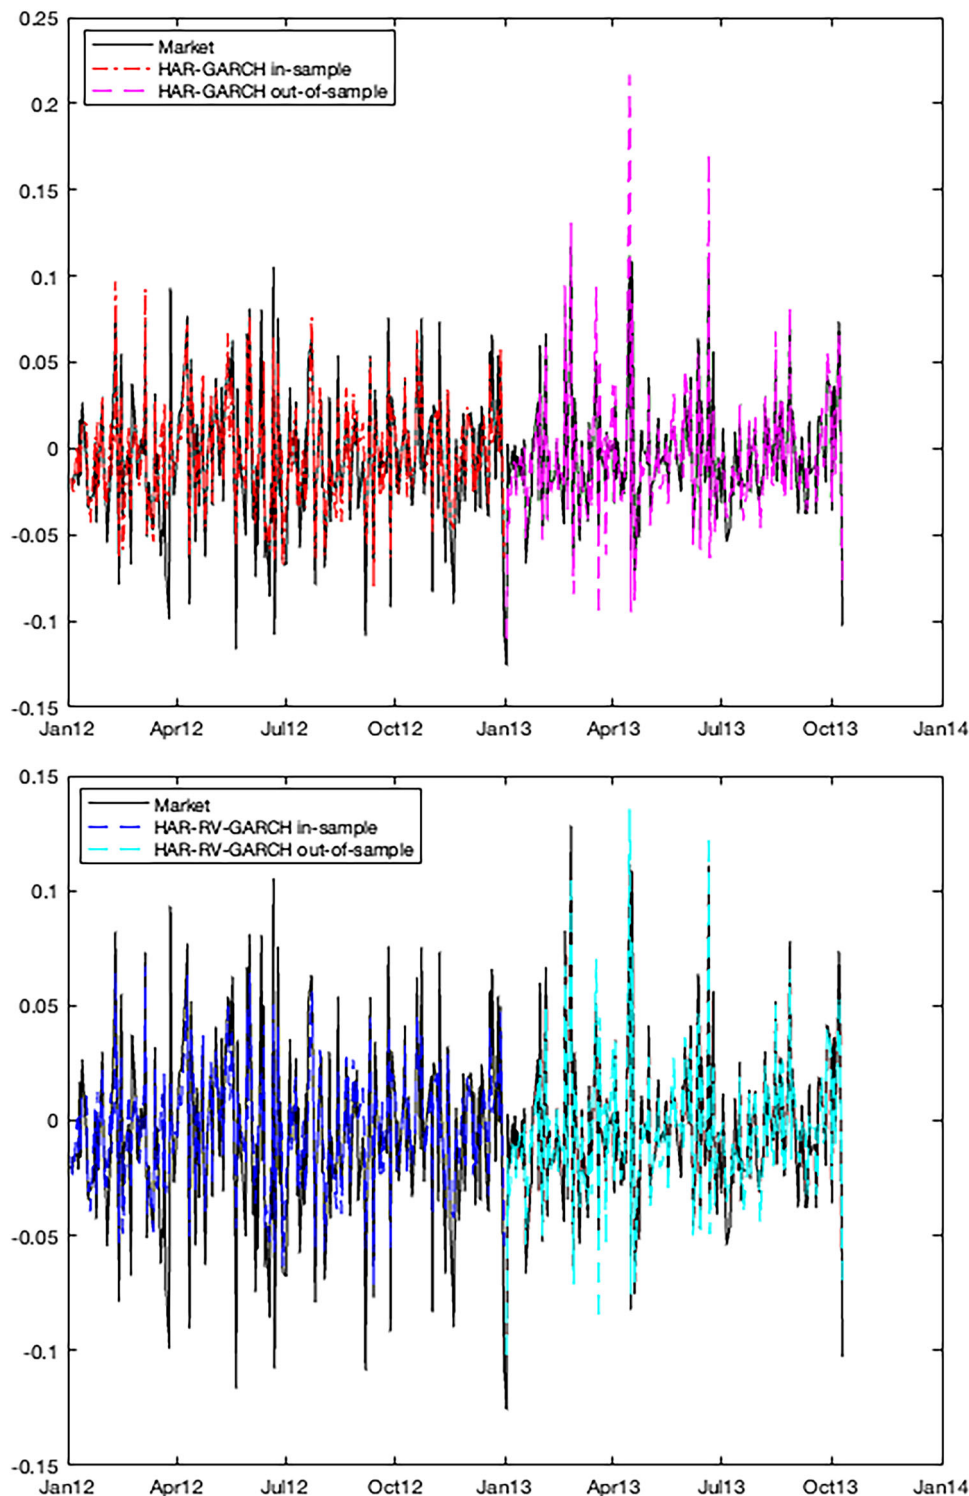 0.25
Market
HAR-GARCH in-sample
HAR-GARCH out-of-sample
0.2
0.15
0.1
0.05
0
-0.05
-0.1
-0.15
Jan12 Apr12 Jul12 Oct12 Jan13 Apr13 Jul13 Oct13 Jan14
0.15
Market
HAR-RV-GARCH in-sample
HAR-RV-GARCH out-of-sample
0.1
0.05
0
-0.05
-0.1
-0.15
Jan12 Apr12 Jul12 Oct12 Jan13 Apr13 Jul13 Oct13 Jan14